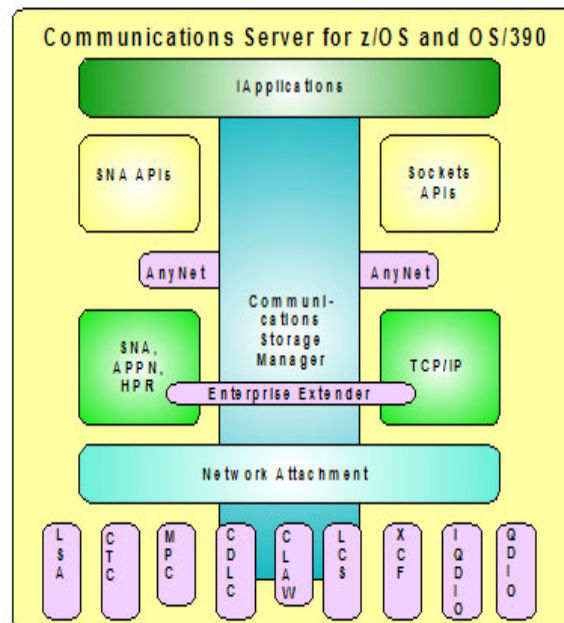 Communications Server for z/OS and OS/390
IApplications
SNA APIs
Sockets
APIs
AnyNet
AnyNet
Communi-
cations
Storage
Manager
SNA,
APPN,
HPR
TCP/IP
Enterprise Extender
Network Attachment
LSA
CTC
MPC
CDLC
CLAW
LCS
XCF
IQDIO
QDIO